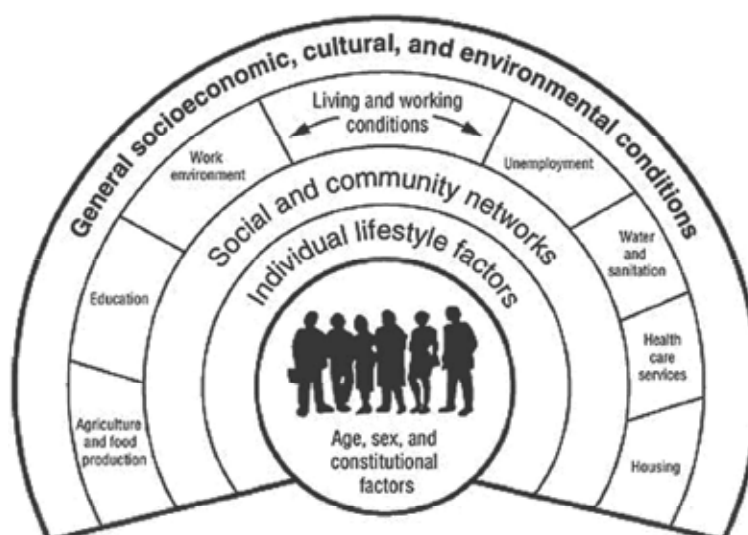 General socioeconomic, cultural, and environmental conditions
Living and working
conditions
Work
environment
Unemployment
Social and community networks
Individual lifestyle factors
Education
Water
and
sanitation
Health
care
services
Agriculture
and food
production
Housing
Age, sex, and
constitutional
factors